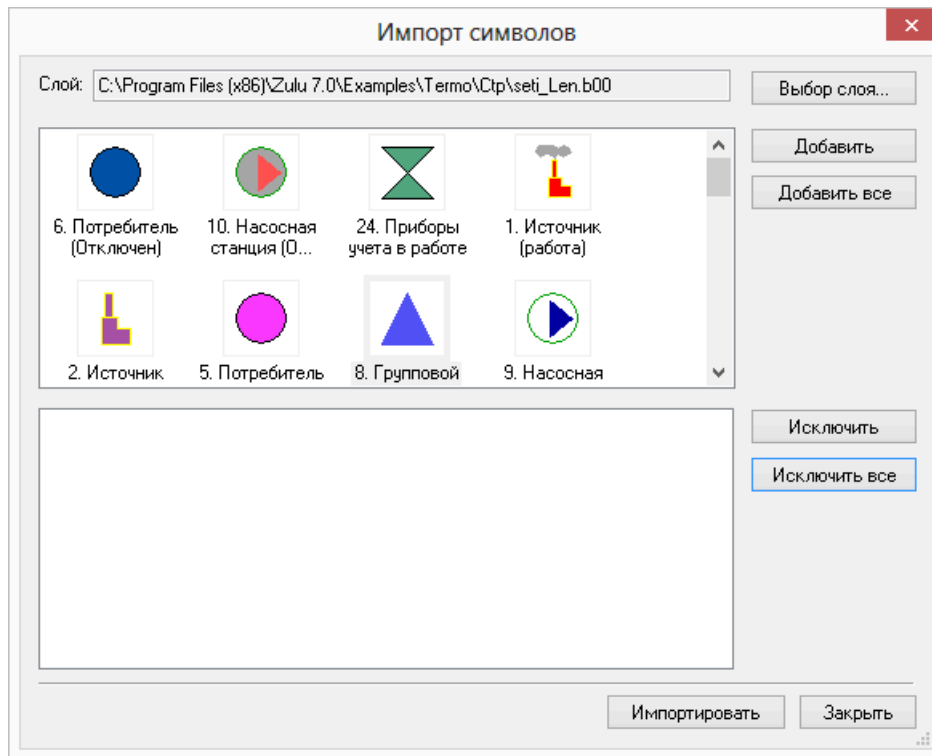 Импорт символов
Слой: C:\Program Files (x86)\Zulu 7.0\Examples\Termo\Ctp\seti_Len.b00
Выбор слоя...
Добавить
Добавить все
6. Потребитель (Отключен)
10. Насосная станция (О...
24. Приборы учета в работе
1. Источник (работа)
2. Источник
5. Потребитель
8. Групповой
9. Насосная
Исключить
Исключить все
Импортировать
Закрыть